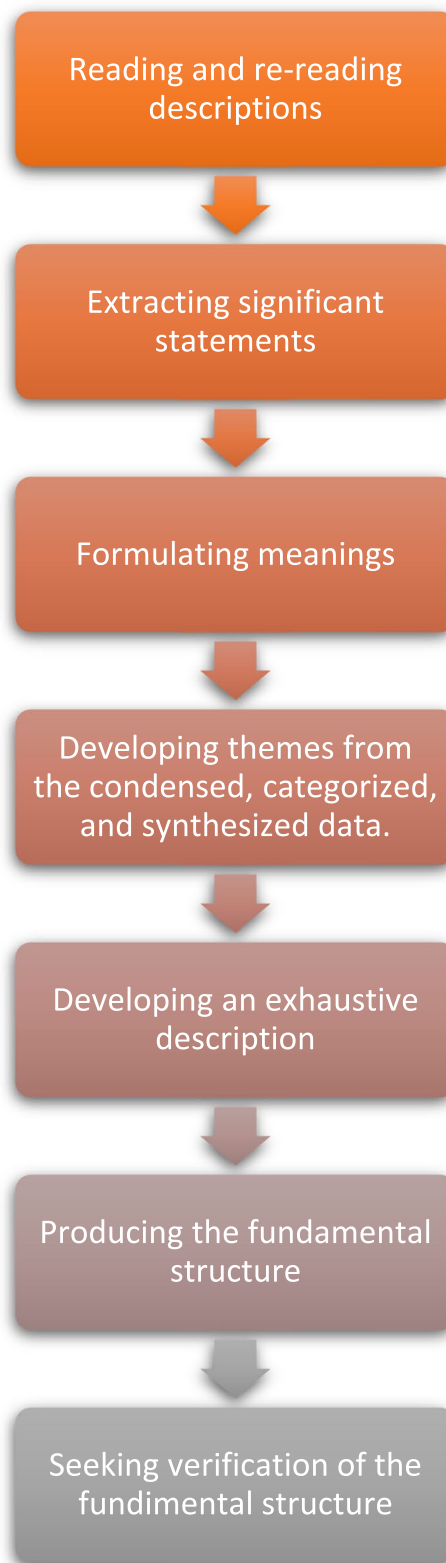 Reading and re-reading
descriptions
Extracting significant
statements
Formulating meanings
Developing themes from
the condensed, categorized,
and synthesized data.
Developing an exhaustive
description
Producing the fundamental
structure
Seeking verification of the
fundimental structure